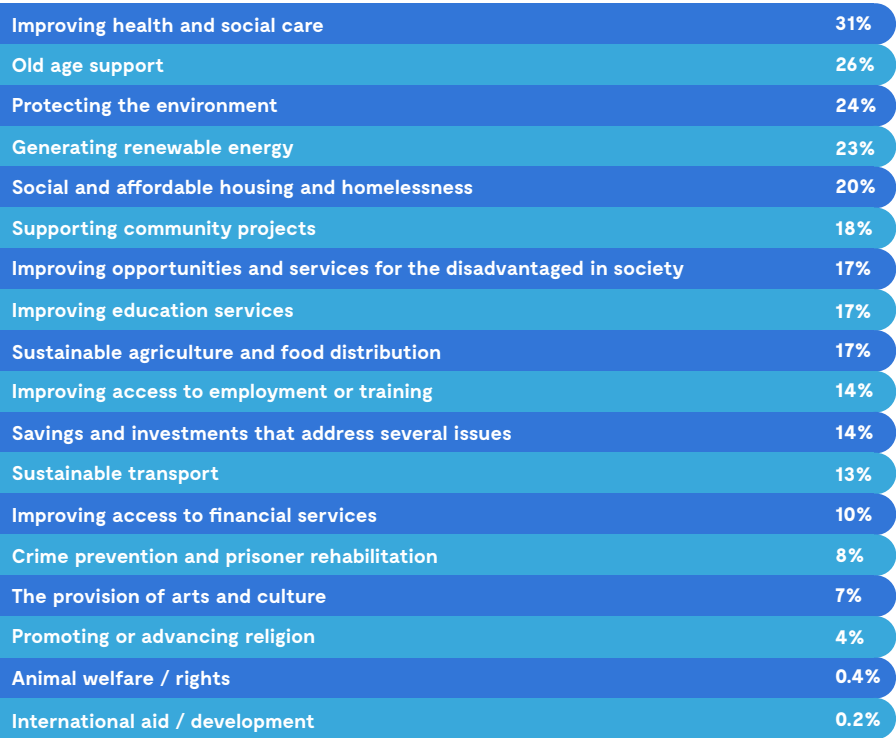 Improving health and social care 31%
Old age support 26%
Protecting the environment 24%
Generating renewable energy 23%
Social and affordable housing and homelessness 20%
Supporting community projects 18%
Improving opportunities and services for the disadvantaged in society 17%
Improving education services 17%
Sustainable agriculture and food distribution 17%
Improving access to employment or training 14%
Savings and investments that address several issues 14%
Sustainable transport 13%
Improving access to financial services 10%
Crime prevention and prisoner rehabilitation 8%
The provision of arts and culture 7%
Promoting or advancing religion 4%
Animal welfare / rights 0.4%
International aid / development 0.2%